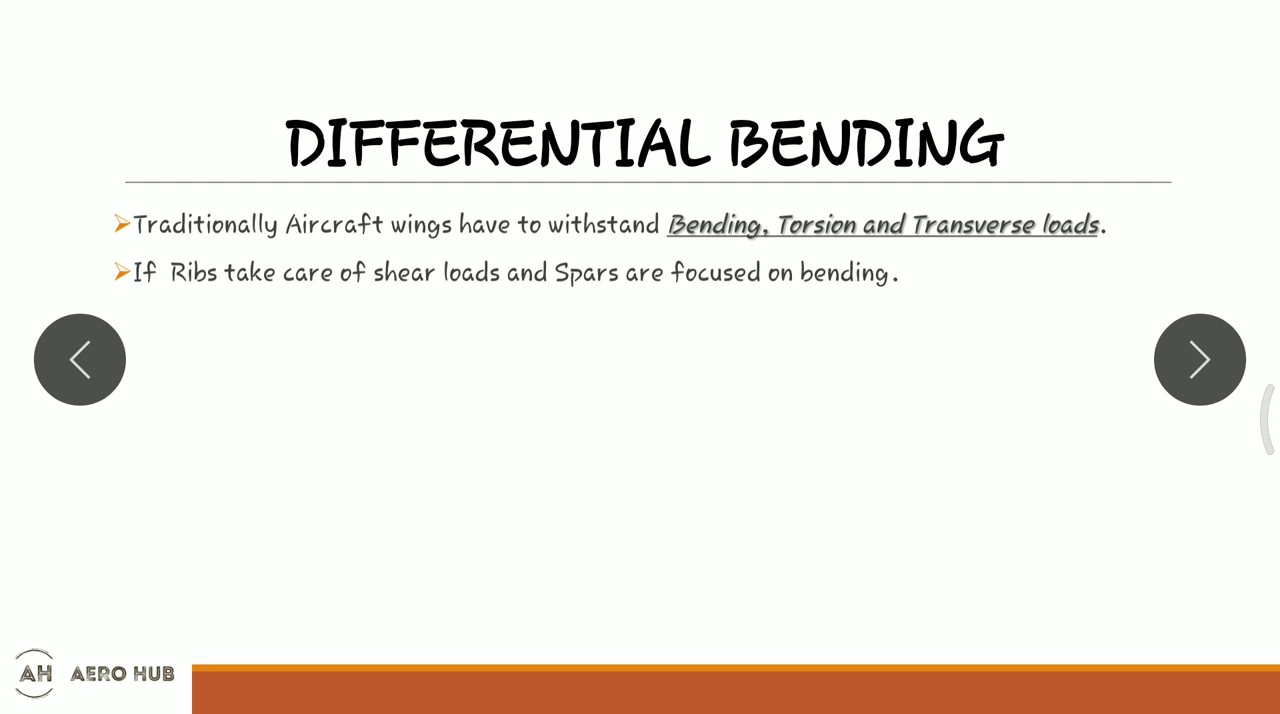 DIFFERENTIAL BENDING
Traditionally Aircraft wings have to withstand Bending, Torsion and Transverse loads.
If Ribs take care of shear loads and Spars are focused on bending.
AH AERO HUB